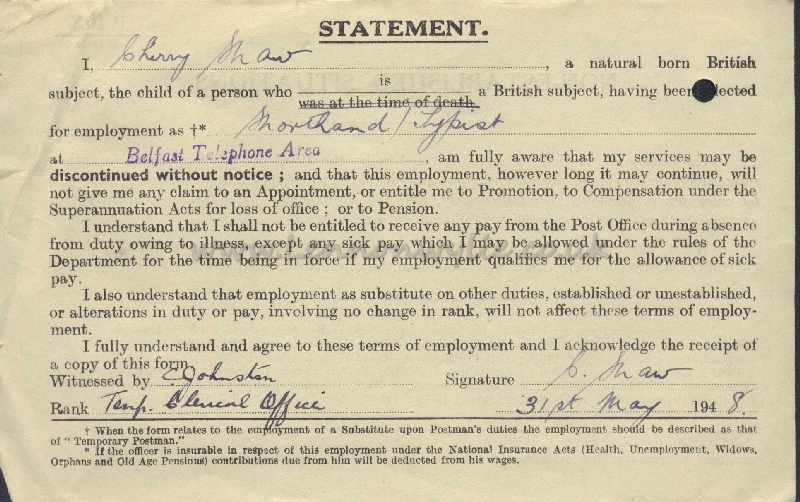 STATEMENT.
I, Cherry Shaw, a natural born British
subject, the child of a person who is was at the time of death a British subject, having been lected
for employment as †* Shorthand / Typist
at Belfast Telephone Area, am fully aware that my services may be
discontinued without notice; and that this employment, however long it may continue, will
not give me any claim to an Appointment, or entitle me to Promotion, to Compensation under the
Superannuation Acts for loss of office; or to Pension.
I understand that I shall not be entitled to receive any pay from the Post Office during absence
from duty owing to illness, except any sick pay which I may be allowed under the rules of the
Department for the time being in force if my employment qualifies me for the allowance of sick
pay.
I also understand that employment as substitute on other duties, established or unestablished,
or alterations in duty or pay, involving no change in rank, will not affect these terms of employ-
ment.
I fully understand and agree to these terms of employment and I acknowledge the receipt of
a copy of this form.
Witnessed by C Johnston Signature C. Shaw
Rank Temp. Clerical Officer 31st May 1948.
† When the form relates to the employment of a Substitute upon Postman's duties the employment should be described as that
of "Temporary Postman."
* If the officer is insurable in respect of this employment under the National Insurance Acts (Health, Unemployment, Widows,
Orphans and Old Age Pensions) contributions due from him will be deducted from his wages.